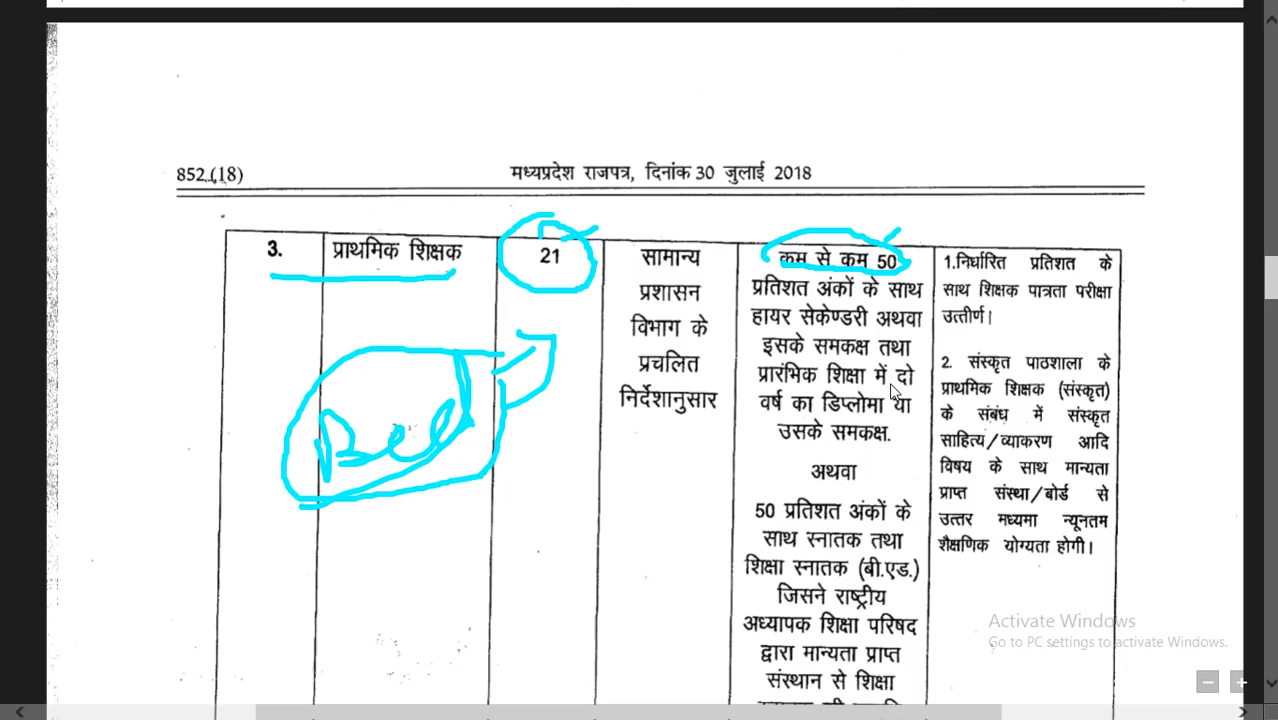 852(18)
मध्यप्रदेश राजपत्र, दिनांक 30 जुलाई 2018
3.
प्राथमिक शिक्षक
21
सामान्य
प्रशासन
विभाग के
प्रचलित
निर्देशानुसार
कम से कम 50
प्रतिशत अंकों के साथ
हायर सेकेण्डरी अथवा
इसके समकक्ष तथा
प्रारंभिक शिक्षा में दो
वर्ष का डिप्लोमा या
उसके समकक्ष.
अथवा
50 प्रतिशत अंकों के
साथ स्नातक तथा
शिक्षा स्नातक (बी.एड.)
जिसने राष्ट्रीय
अध्यापक शिक्षा परिषद
द्वारा मान्यता प्राप्त
संस्थान से शिक्षा
1.निर्धारित प्रतिशत के
साथ शिक्षक पात्रता परीक्षा
उत्तीर्ण।
2. संस्कृत पाठशाला के
प्राथमिक शिक्षक (संस्कृत)
के संबंध में संस्कृत
साहित्य/व्याकरण आदि
विषय के साथ मान्यता
प्राप्त संस्था/बोर्ड से
उत्तर मध्यमा न्यूनतम
शैक्षणिक योग्यता होगी।
Bed
Activate Windows
Go to PC settings to activate Windows.